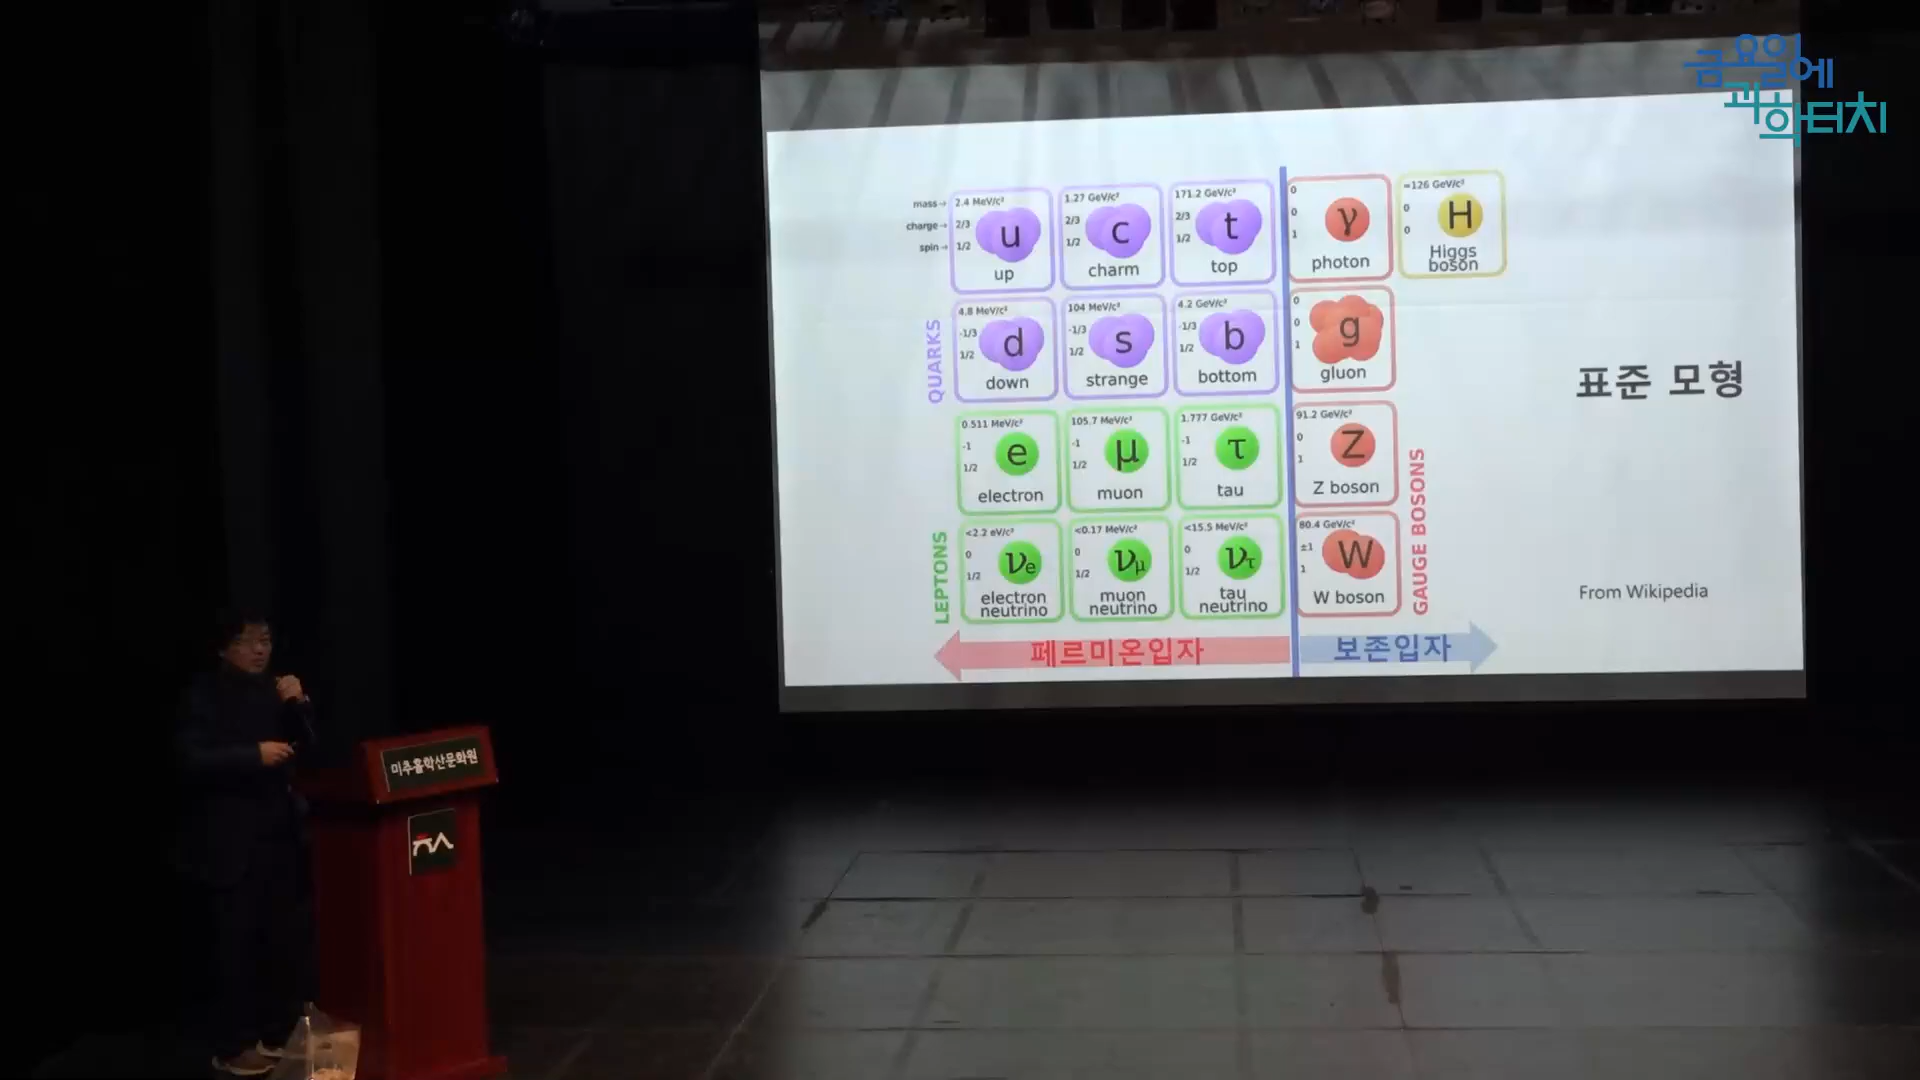 금요일에
과학터치
mass→ 2.4 MeV/c²
charge→ 2/3
spin→ 1/2
u
up
1.27 GeV/c²
2/3
1/2
c
charm
171.2 GeV/c²
2/3
1/2
t
top
0
0
1
γ
photon
≈126 GeV/c²
0
0
H
Higgs
boson
QUARKS
4.8 MeV/c²
-1/3
1/2
d
down
104 MeV/c²
-1/3
1/2
s
strange
4.2 GeV/c²
-1/3
1/2
b
bottom
0
0
1
g
gluon
표준 모형
LEPTONS
0.511 MeV/c²
-1
1/2
e
electron
105.7 MeV/c²
-1
1/2
μ
muon
1.777 GeV/c²
-1
1/2
τ
tau
91.2 GeV/c²
0
1
Z
Z boson
GAUGE BOSONS
<2.2 eV/c²
0
1/2
νe
electron
neutrino
<0.17 MeV/c²
0
1/2
νμ
muon
neutrino
<15.5 MeV/c²
0
1/2
ντ
tau
neutrino
80.4 GeV/c²
±1
1
W
W boson
From Wikipedia
페르미온입자
보존입자
미추홀학산문화원